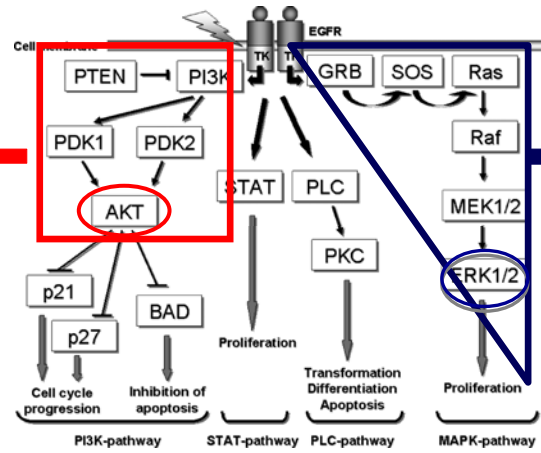 EGFR
Cell membrane
TK
TK
PTEN
PI3K
GRB
SOS
Ras
PDK1
PDK2
Raf
STAT
PLC
MEK1/2
AKT
PKC
ERK1/2
p21
p27
BAD
Proliferation
Cell cycle
progression
Inhibition of
apoptosis
Transformation
Differentiation
Apoptosis
Proliferation
PI3K-pathway
STAT-pathway
PLC-pathway
MAPK-pathway